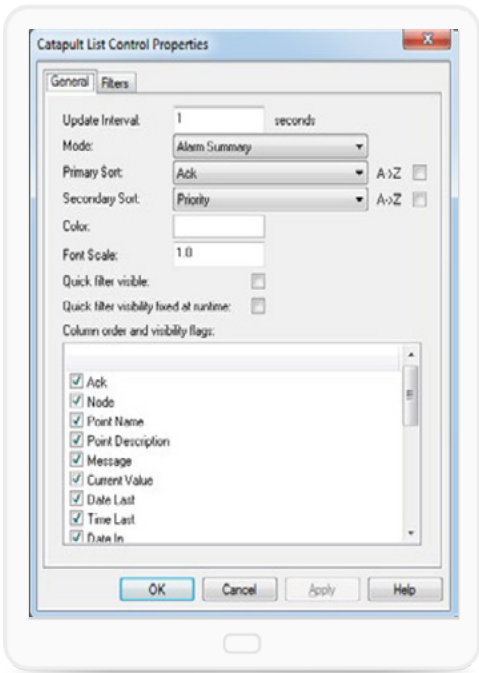 Catapult List Control Properties
x
General Filters
Update Interval: 1 seconds
Mode: Alarm Summary
Primary Sort: Ack A->Z
Secondary Sort: Priority A->Z
Color:
Font Scale: 1.0
Quick filter visible:
Quick filter visibility fixed at runtime:
Column order and visibility flags:
Ack
Node
Point Name
Point Description
Message
Current Value
Date Last
Time Last
Date In
OK Cancel Apply Help